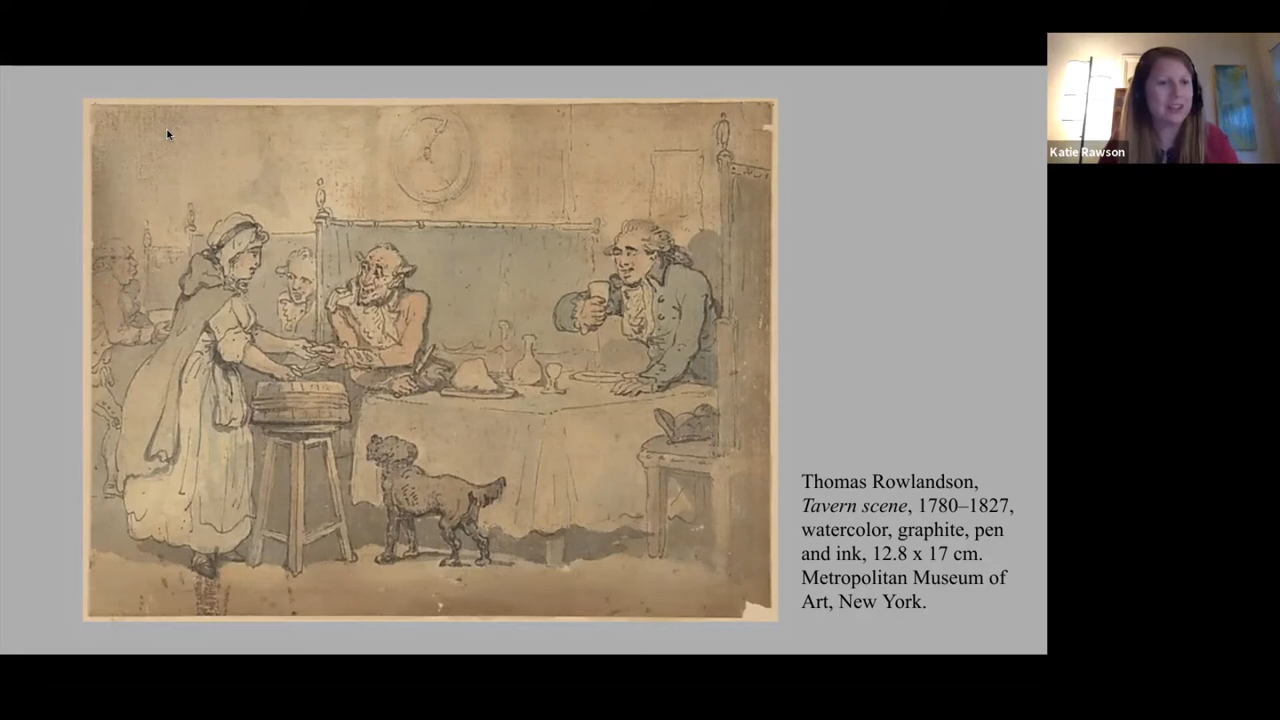 Katie Rawson
Thomas Rowlandson,
Tavern scene, 1780–1827,
watercolor, graphite, pen
and ink, 12.8 x 17 cm.
Metropolitan Museum of
Art, New York.